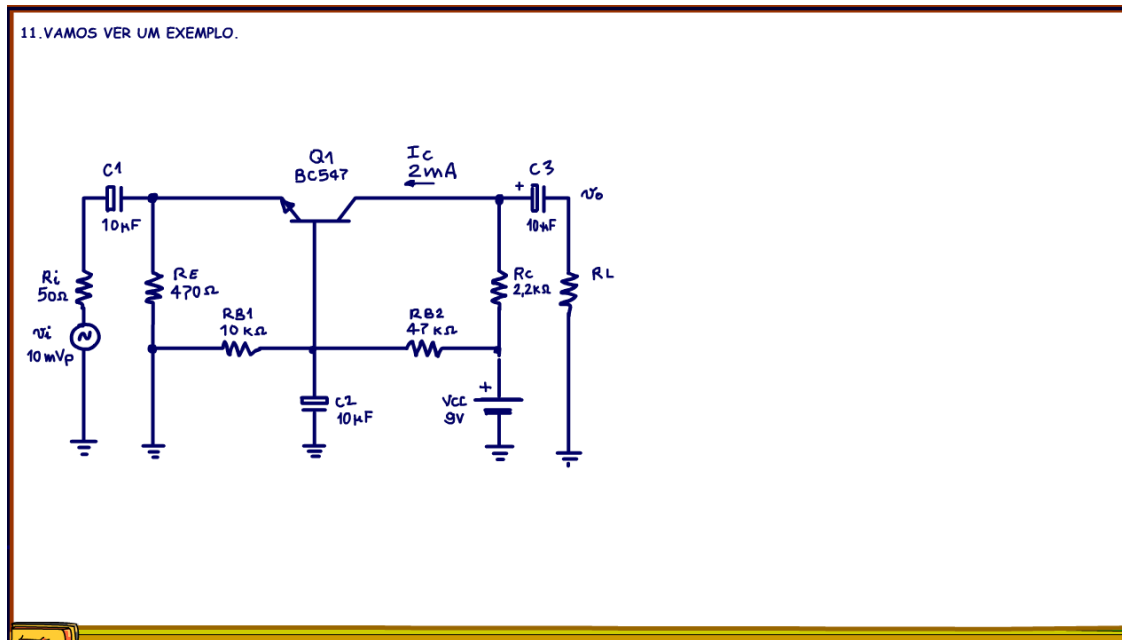 11.VAMOS VER UM EXEMPLO.
C1
10µF
Q1
BC547
Ic
2mA
+
C3
10µF
vo
Ri
50Ω
RE
470Ω
RC
2,2kΩ
RL
RB1
10kΩ
RB2
47kΩ
vi
10mVp
C2
10µF
+
VCC
9V